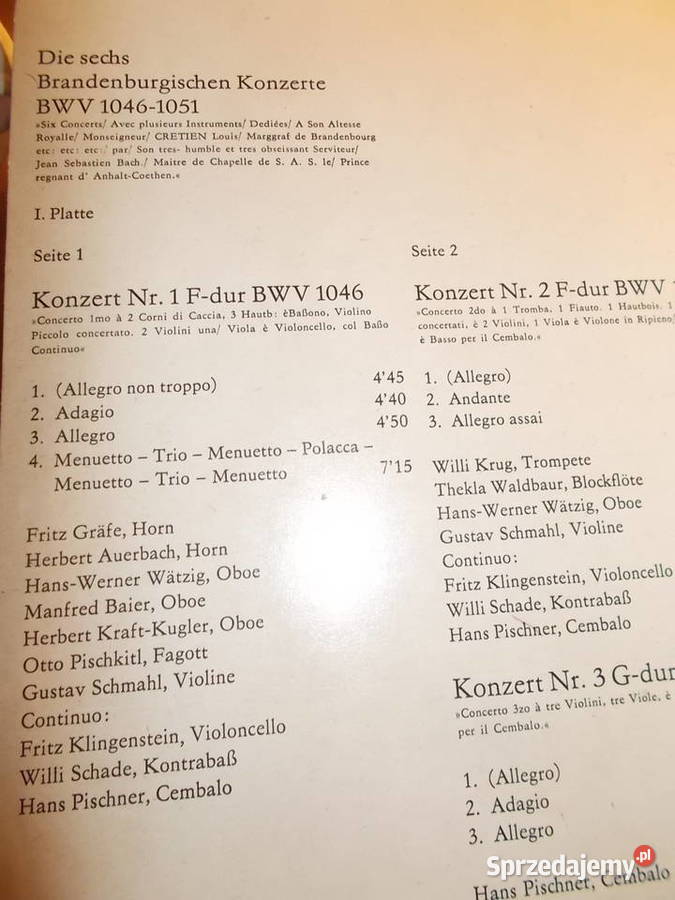 Die sechs
Brandenburgischen Konzerte
BWV 1046-1051
»Six Concerts/ Avec plusieurs Instruments/ Dediées/ A Son Altesse
Royalle/ Monseigneur/ CRETIEN Louis/ Marggraf de Brandenbourg
etc: etc: etc:/ par/ Son tres- humble et tres obseissant Serviteur/
Jean Sebastien Bach./ Maitre de Chapelle de S. A. S. le/ Prince
regnant d' Anhalt-Coethen.«
I. Platte
Seite 1
Konzert Nr. 1 F-dur BWV 1046
»Concerto 1mo à 2 Corni di Caccia, 3 Hautb: èBaßono, Violino
Piccolo concertato. 2 Violini una/ Viola è Violoncello, col Baßo
Continuo«
1. (Allegro non troppo) 4'45
2. Adagio 4'40
3. Allegro 4'50
4. Menuetto – Trio – Menuetto – Polacca –
Menuetto – Trio – Menuetto 7'15
Fritz Gräfe, Horn
Herbert Auerbach, Horn
Hans-Werner Wätzig, Oboe
Manfred Baier, Oboe
Herbert Kraft-Kugler, Oboe
Otto Pischkitl, Fagott
Gustav Schmahl, Violine
Continuo:
Fritz Klingenstein, Violoncello
Willi Schade, Kontrabaß
Hans Pischner, Cembalo
Seite 2
Konzert Nr. 2 F-dur BWV 1
»Concerto 2do à 1 Tromba, 1 Fiauto. 1 Hautbois, 1
concertati, è 2 Violini, 1 Viola è Violone in Ripieno/
è Basso per il Cembalo.«
1. (Allegro)
2. Andante
3. Allegro assai
Willi Krug, Trompete
Thekla Waldbaur, Blockflöte
Hans-Werner Wätzig, Oboe
Gustav Schmahl, Violine
Continuo:
Fritz Klingenstein, Violoncello
Willi Schade, Kontrabaß
Hans Pischner, Cembalo
Konzert Nr. 3 G-dur
»Concerto 3zo à tre Violini, tre Viole, è
per il Cembalo.«
1. (Allegro)
2. Adagio
3. Allegro
Hans Pischner, Cembalo
Sprzedajemy.pl